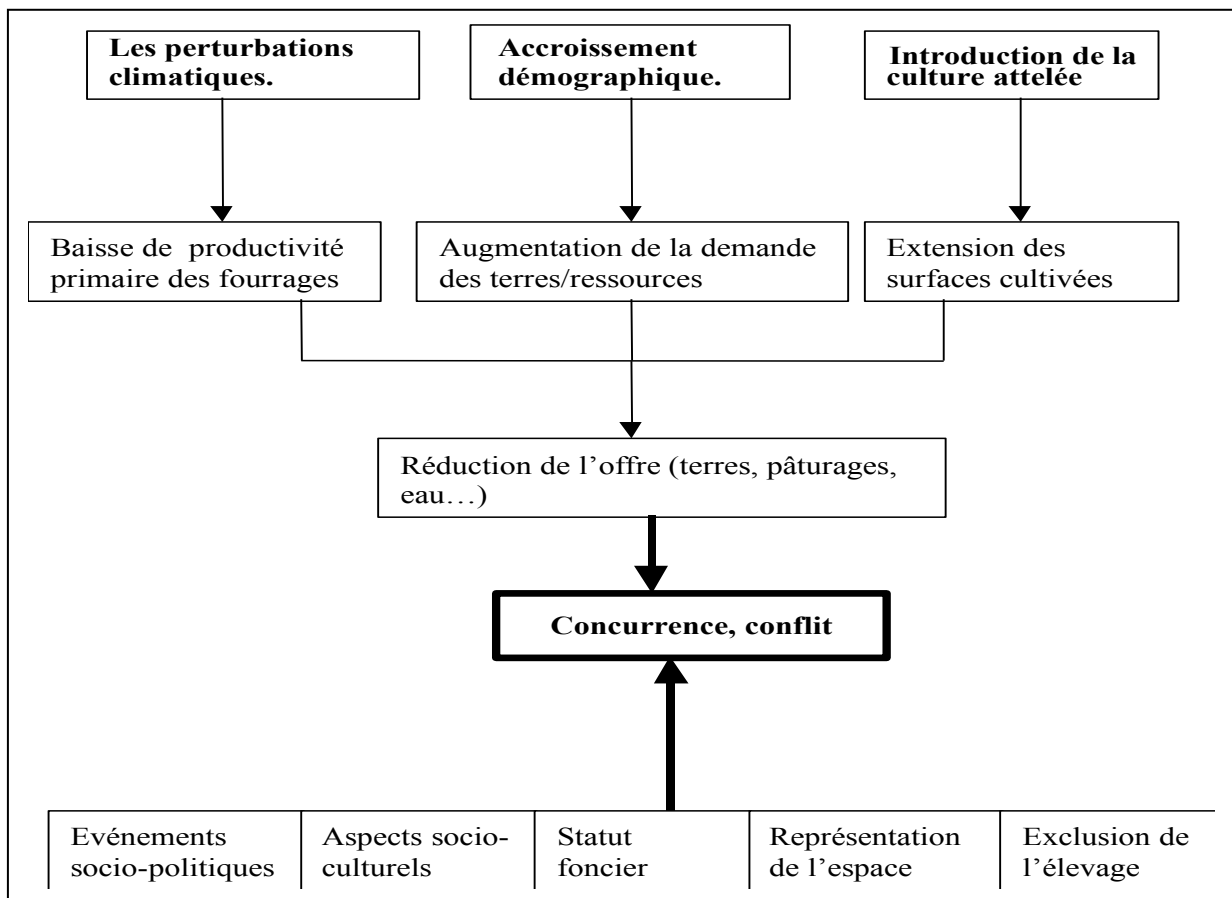 Les perturbations
climatiques.
Accroissement
démographique.
Introduction de la
culture attelée
Baisse de productivité
primaire des fourrages
Augmentation de la demande
des terres/ressources
Extension des
surfaces cultivées
Réduction de l’offre (terres, pâturages,
eau…)
Concurrence, conflit
Evénements
socio-politiques
Aspects socio-
culturels
Statut
foncier
Représentation
de l’espace
Exclusion de
l’élevage